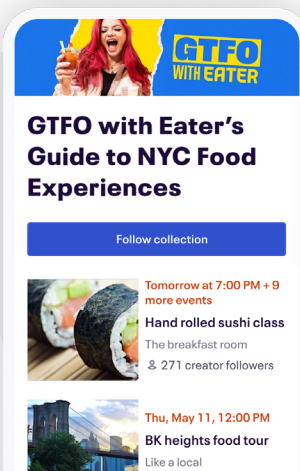 GTFO
WITH EATER
GTFO with Eater's
Guide to NYC Food
Experiences
Follow collection
Tomorrow at 7:00 PM + 9
more events
Hand rolled sushi class
The breakfast room
271 creator followers
Thu, May 11, 12:00 PM
BK heights food tour
Like a local